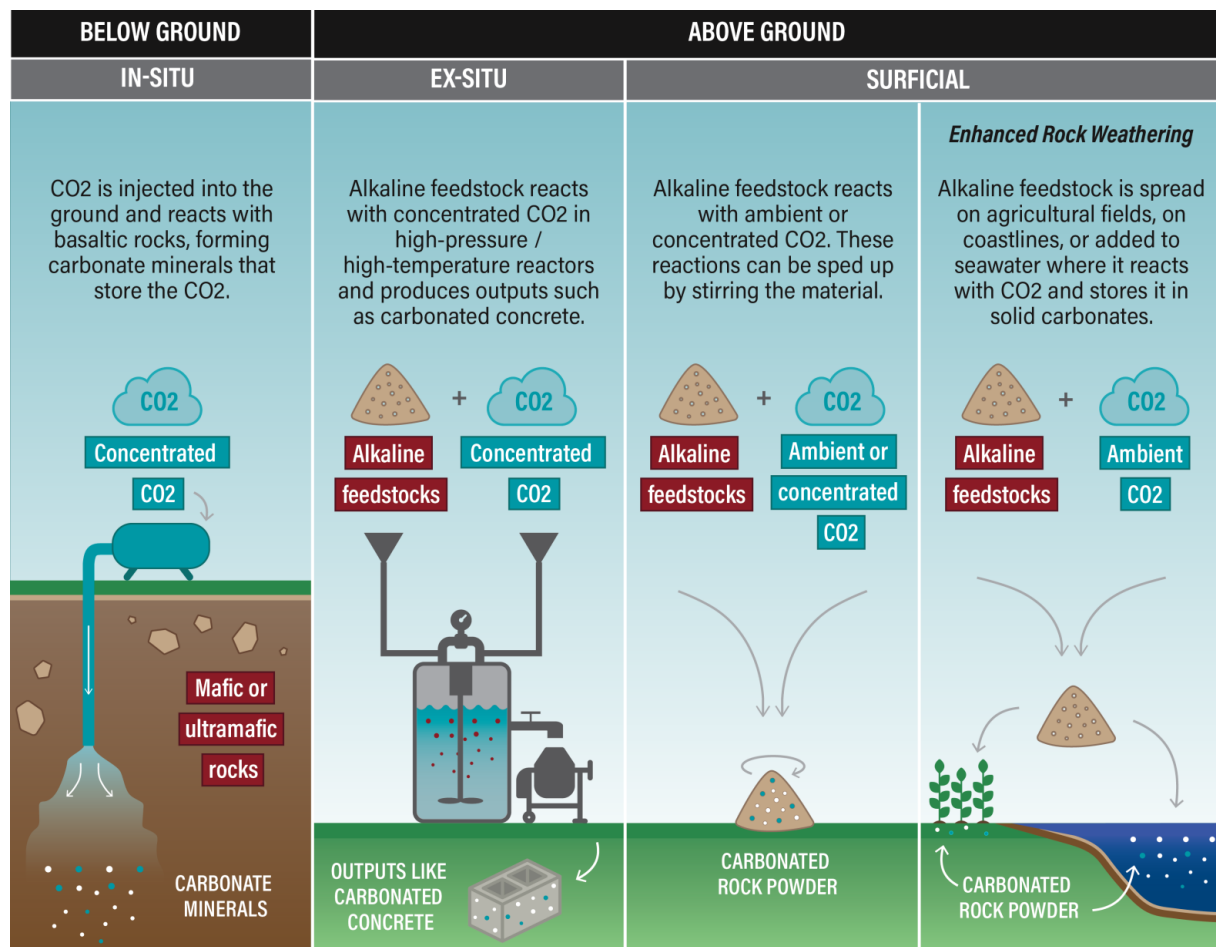 BELOW GROUND
ABOVE GROUND
IN-SITU
EX-SITU
SURFICIAL
CO2 is injected into the
ground and reacts with
basaltic rocks, forming
carbonate minerals that
store the CO2.
CO2
Concentrated
CO2
Mafic or
ultramafic
rocks
CARBONATE
MINERALS
Alkaline feedstock reacts
with concentrated CO2 in
high-pressure /
high-temperature reactors
and produces outputs such
as carbonated concrete.
+
CO2
Alkaline
feedstocks
Concentrated
CO2
OUTPUTS LIKE
CARBONATED
CONCRETE
Alkaline feedstock reacts
with ambient or
concentrated CO2. These
reactions can be sped up
by stirring the material.
+
CO2
Alkaline
feedstocks
Ambient or
concentrated
CO2
CARBONATED
ROCK POWDER
Enhanced Rock Weathering
Alkaline feedstock is spread
on agricultural fields, on
coastlines, or added to
seawater where it reacts
with CO2 and stores it in
solid carbonates.
+
CO2
Alkaline
feedstocks
Ambient
CO2
CARBONATED
ROCK POWDER